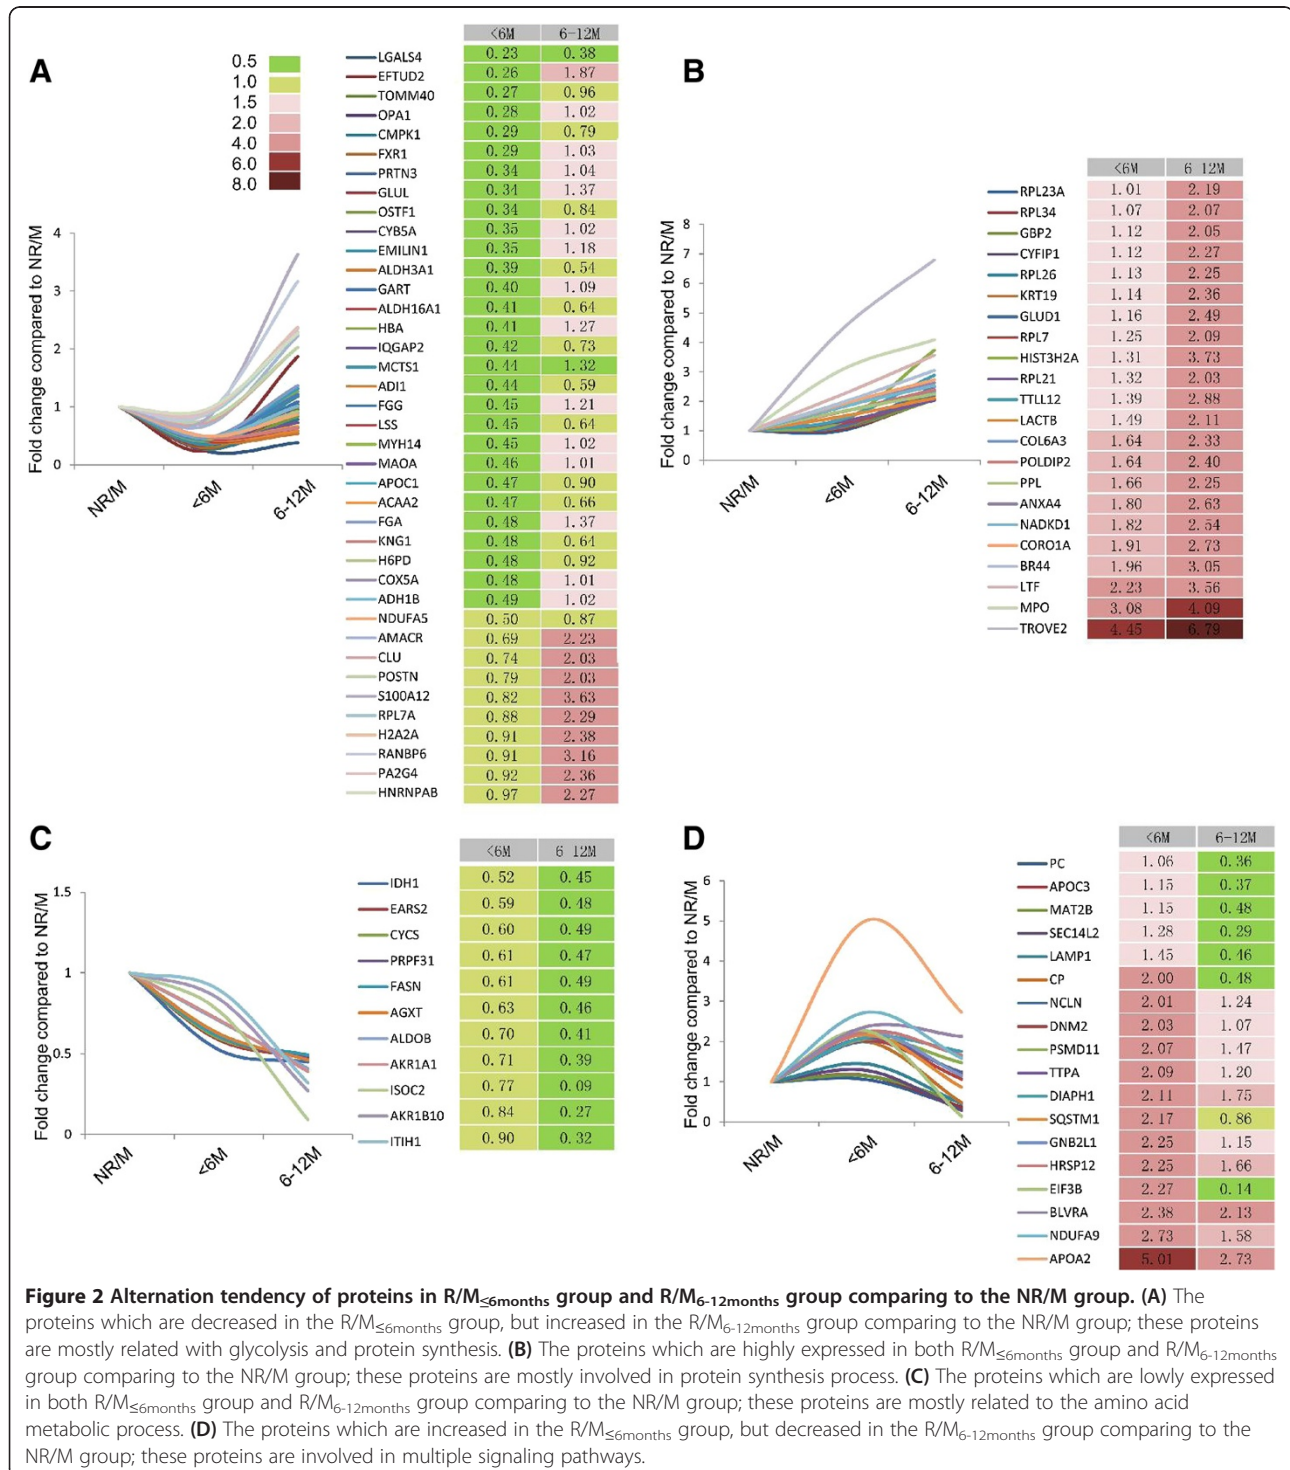 A
0.5
1.0
1.5
2.0
4.0
6.0
8.0
Fold change compared to NR/M
4
3
2
1
0
NR/M
<6M
6-12M
<6M 6-12M
LGALS4 0.23 0.38
EFTUD2 0.26 1.87
TOMM40 0.27 0.96
OPA1 0.28 1.02
CMPK1 0.29 0.79
FXR1 0.29 1.03
PRTN3 0.34 1.04
GLUL 0.34 1.37
OSTF1 0.34 0.84
CYB5A 0.35 1.02
EMILIN1 0.35 1.18
ALDH3A1 0.39 0.54
GART 0.40 1.09
ALDH16A1 0.41 0.64
HBA 0.41 1.27
IQGAP2 0.42 0.73
MCTS1 0.44 1.32
ADI1 0.44 0.59
FGG 0.45 1.21
LSS 0.45 0.64
MYH14 0.45 1.02
MAOA 0.46 1.01
APOC1 0.47 0.90
ACAA2 0.47 0.66
FGA 0.48 1.37
KNG1 0.48 0.64
H6PD 0.48 0.92
COX5A 0.48 1.01
ADH1B 0.49 1.02
NDUFA5 0.50 0.87
AMACR 0.69 2.23
CLU 0.74 2.03
POSTN 0.79 2.03
S100A12 0.82 3.63
RPL7A 0.88 2.29
H2A2A 0.91 2.38
RANBP6 0.91 3.16
PA2G4 0.92 2.36
HNRNPAB 0.97 2.27
B
Fold change compared to NR/M
8
7
6
5
4
3
2
1
0
NR/M
<6M
6-12M
<6M 6 12M
RPL23A 1.01 2.19
RPL34 1.07 2.07
GBP2 1.12 2.05
CYFIP1 1.12 2.27
RPL26 1.13 2.25
KRT19 1.14 2.36
GLUD1 1.16 2.49
RPL7 1.25 2.09
HIST3H2A 1.31 3.73
RPL21 1.32 2.03
TTLL12 1.39 2.88
LACTB 1.49 2.11
COL6A3 1.64 2.33
POLDIP2 1.64 2.40
PPL 1.66 2.25
ANXA4 1.80 2.63
NADKD1 1.82 2.54
CORO1A 1.91 2.73
BR44 1.96 3.05
LTF 2.23 3.56
MPO 3.08 4.09
TROVE2 4.45 6.79
C
Fold change compared to NR/M
1.5
1
0.5
0
NR/M
<6M
6-12M
<6M 6 12M
IDH1 0.52 0.45
EARS2 0.59 0.48
CYCS 0.60 0.49
PRPF31 0.61 0.47
FASN 0.61 0.49
AGXT 0.63 0.46
ALDOB 0.70 0.41
AKR1A1 0.71 0.39
ISOC2 0.77 0.09
AKR1B10 0.84 0.27
ITIH1 0.90 0.32
D
Fold change compared to NR/M
6
5
4
3
2
1
0
NR/M
<6M
6-12M
<6M 6-12M
PC 1.06 0.36
APOC3 1.15 0.37
MAT2B 1.15 0.48
SEC14L2 1.28 0.29
LAMP1 1.45 0.46
CP 2.00 0.48
NCLN 2.01 1.24
DNM2 2.03 1.07
PSMD11 2.07 1.47
TTPA 2.09 1.20
DIAPH1 2.11 1.75
SQSTM1 2.17 0.86
GNB2L1 2.25 1.15
HRSP12 2.25 1.66
EIF3B 2.27 0.14
BLVRA 2.38 2.13
NDUFA9 2.73 1.58
APOA2 5.01 2.73
Figure 2 Alternation tendency of proteins in R/M≤6months group and R/M6-12months group comparing to the NR/M group. (A) The
proteins which are decreased in the R/M≤6months group, but increased in the R/M6-12months group comparing to the NR/M group; these proteins
are mostly related with glycolysis and protein synthesis. (B) The proteins which are highly expressed in both R/M≤6months group and R/M6-12months
group comparing to the NR/M group; these proteins are mostly involved in protein synthesis process. (C) The proteins which are lowly expressed
in both R/M≤6months group and R/M6-12months group comparing to the NR/M group; these proteins are mostly related to the amino acid
metabolic process. (D) The proteins which are increased in the R/M≤6months group, but decreased in the R/M6-12months group comparing to the
NR/M group; these proteins are involved in multiple signaling pathways.